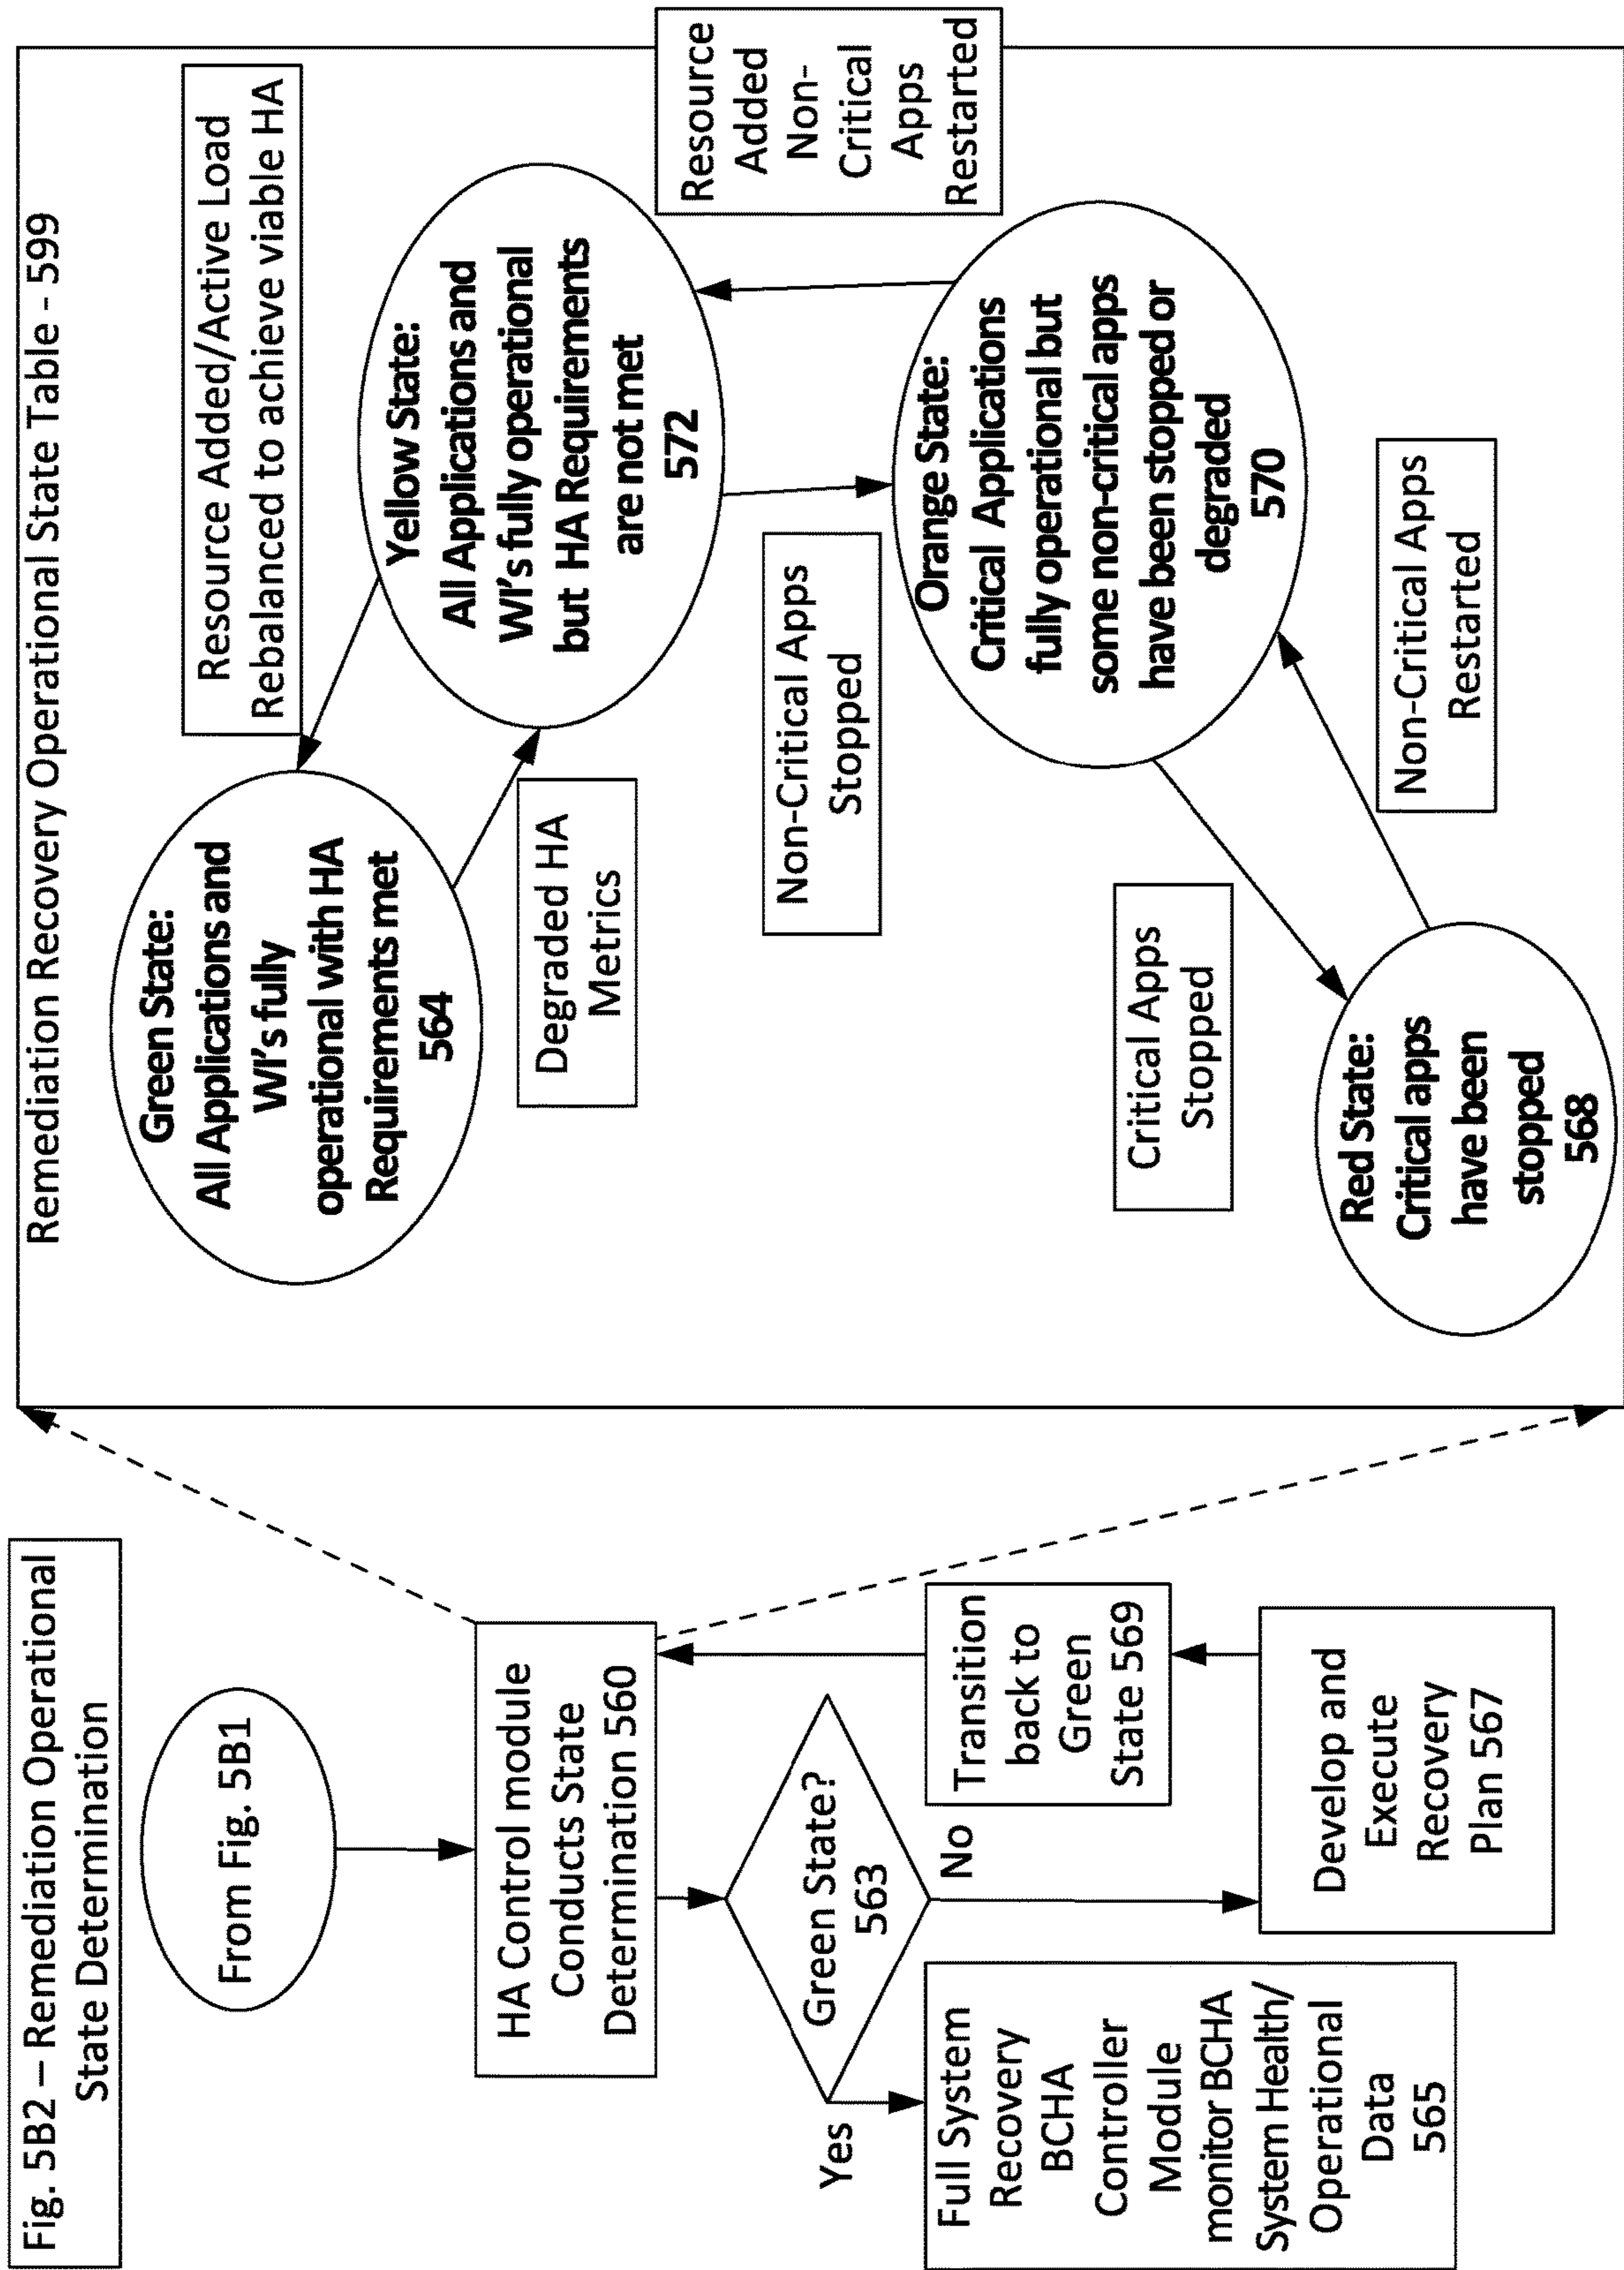 Fig. 5B2 – Remediation Operational
State Determination
From Fig. 5B1
HA Control module
Conducts State
Determination 560
Green State?
563
Yes
No
Full System
Recovery
BCHA
Controller
Module
monitor BCHA
System Health/
Operational
Data
565
Transition
back to
Green
State 569
Develop and
Execute
Recovery
Plan 567
Remediation Recovery Operational State Table - 599
Green State:
All Applications and
WI's fully
operational with HA
Requirements met
564
Resource Added/Active Load
Rebalanced to achieve viable HA
Degraded HA
Metrics
Yellow State:
All Applications and
WI's fully operational
but HA Requirements
are not met
572
Non-Critical Apps
Stopped
Resource
Added
Non-
Critical
Apps
Restarted
Orange State:
Critical Applications
fully operational but
some non-critical apps
have been stopped or
degraded
570
Critical Apps
Stopped
Non-Critical Apps
Restarted
Red State:
Critical apps
have been
stopped
568